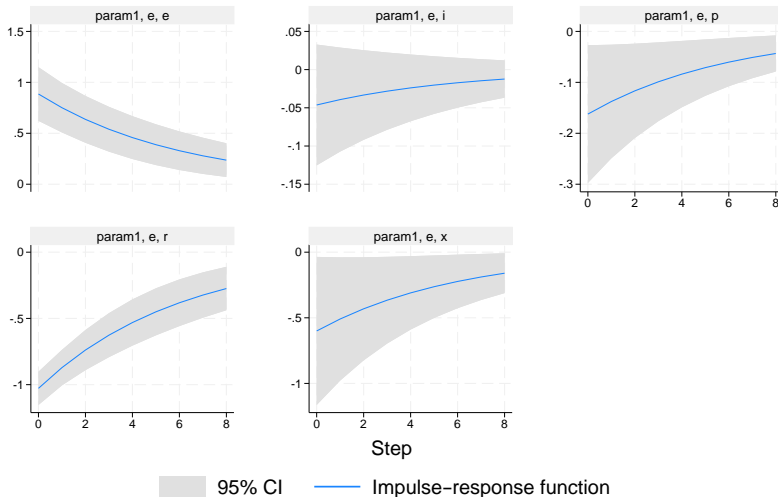 param1, e, e
1.5
1
.5
0
param1, e, i
.05
0
-.05
-.1
-.15
param1, e, p
0
-.1
-.2
-.3
0 2 4 6 8
param1, e, r
0
-.5
-1
0 2 4 6 8
param1, e, x
0
-.5
-1
0 2 4 6 8
Step
95% CI
Impulse-response function